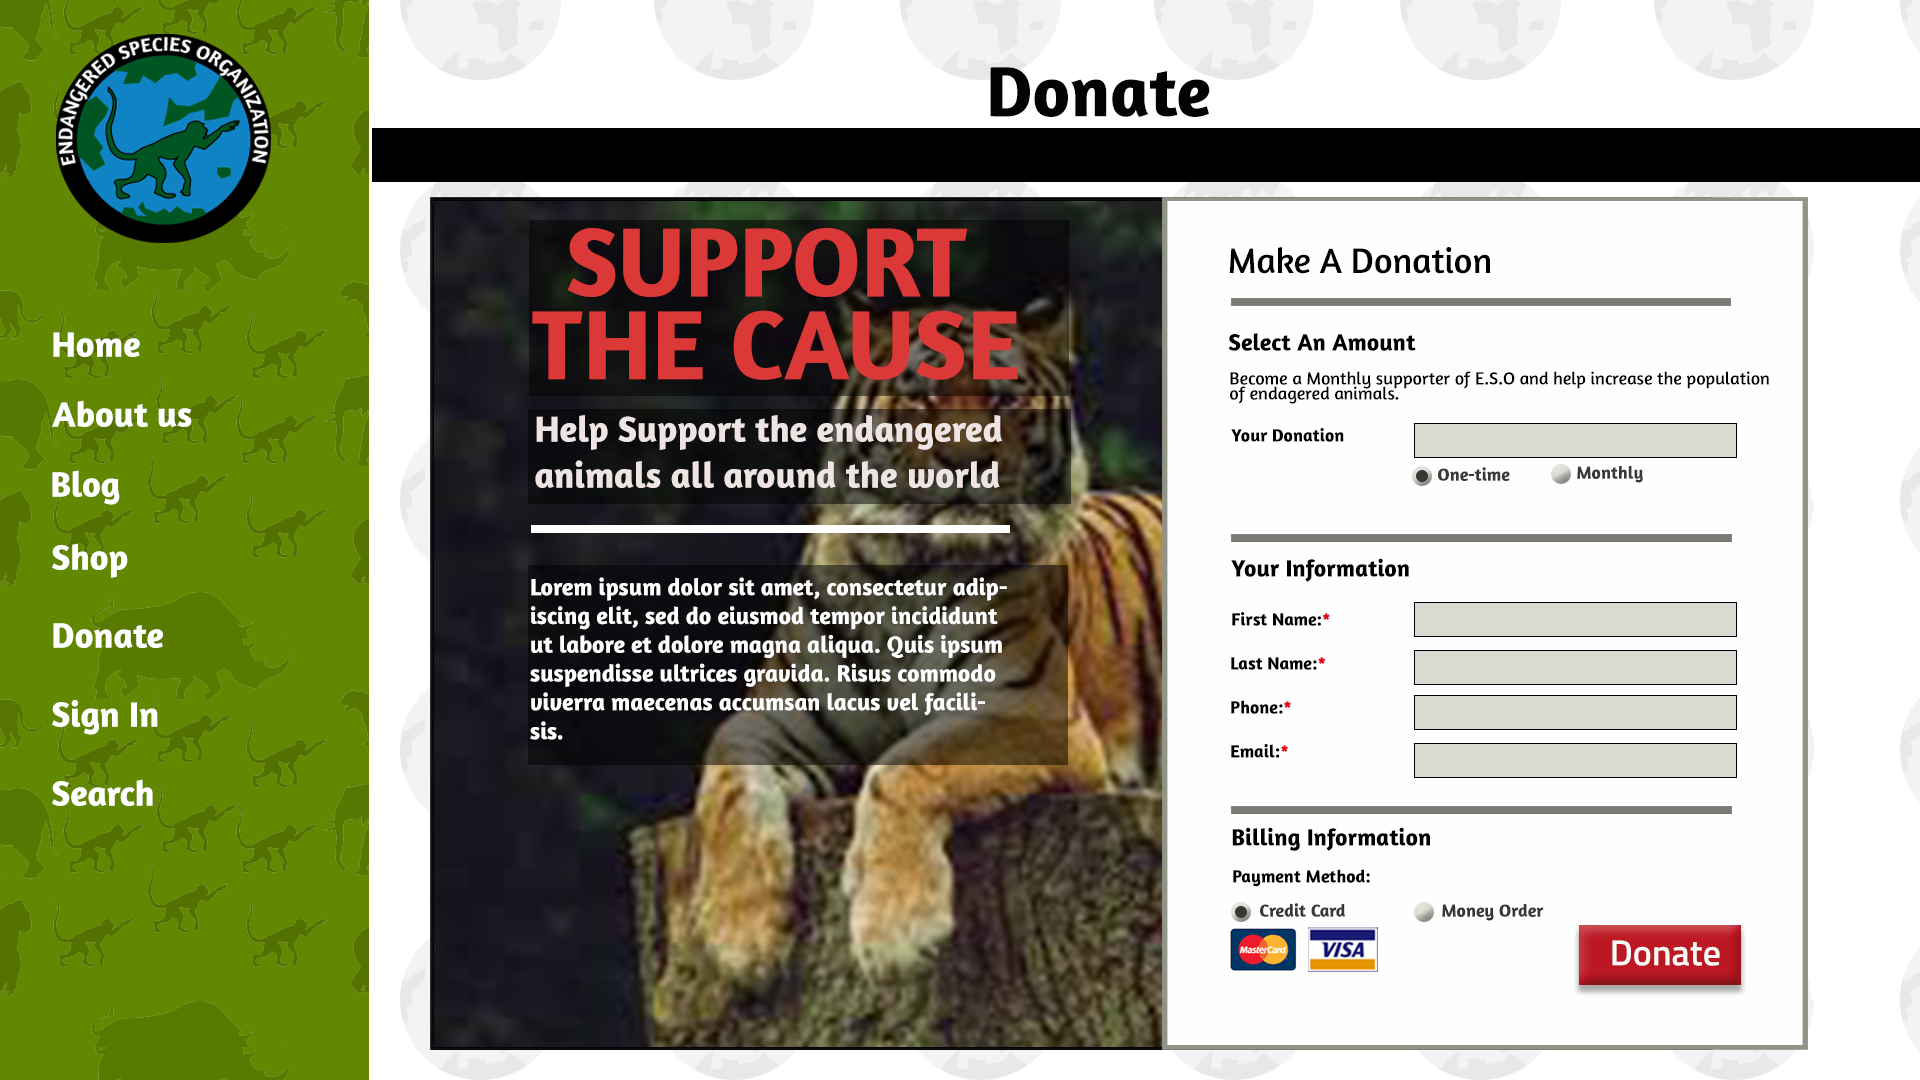 ENDANGERED SPECIES ORGANIZATION
Home
About us
Blog
Shop
Donate
Sign In
Search
Donate
SUPPORT
THE CAUSE
Help Support the endangered
animals all around the world
Lorem ipsum dolor sit amet, consectetur adip-
iscing elit, sed do eiusmod tempor incididunt
ut labore et dolore magna aliqua. Quis ipsum
suspendisse ultrices gravida. Risus commodo
viverra maecenas accumsan lacus vel facili-
sis.
Make A Donation
Select An Amount
Become a Monthly supporter of E.S.O and help increase the population
of endagered animals.
Your Donation
One-time Monthly
Your Information
First Name:*
Last Name:*
Phone:*
Email:*
Billing Information
Payment Method:
Credit Card Money Order
MasterCard VISA
Donate